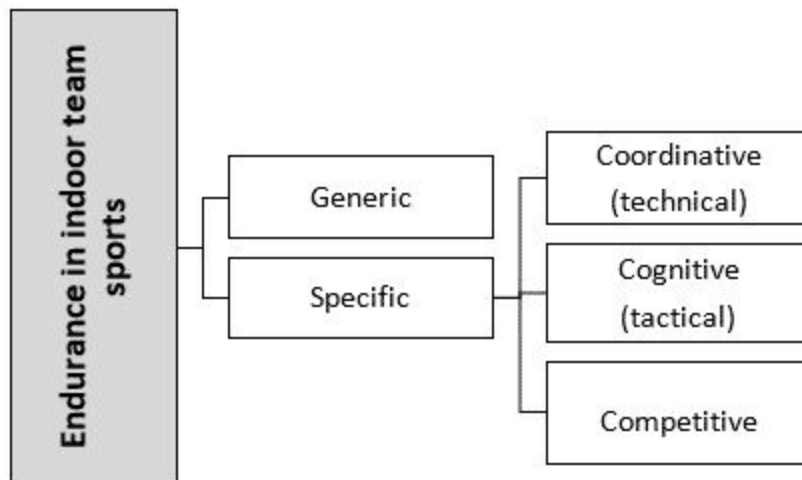 Endurance in indoor team
sports
Generic
Specific
Coordinative
(technical)
Cognitive
(tactical)
Competitive